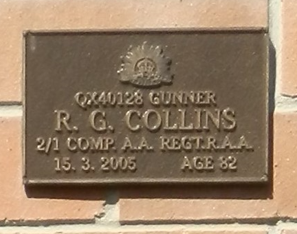 QX40128 GUNNER
R. G. COLLINS
2/1 COMP. A.A. REGT.R.A.A.
15. 3. 2005 AGE 82